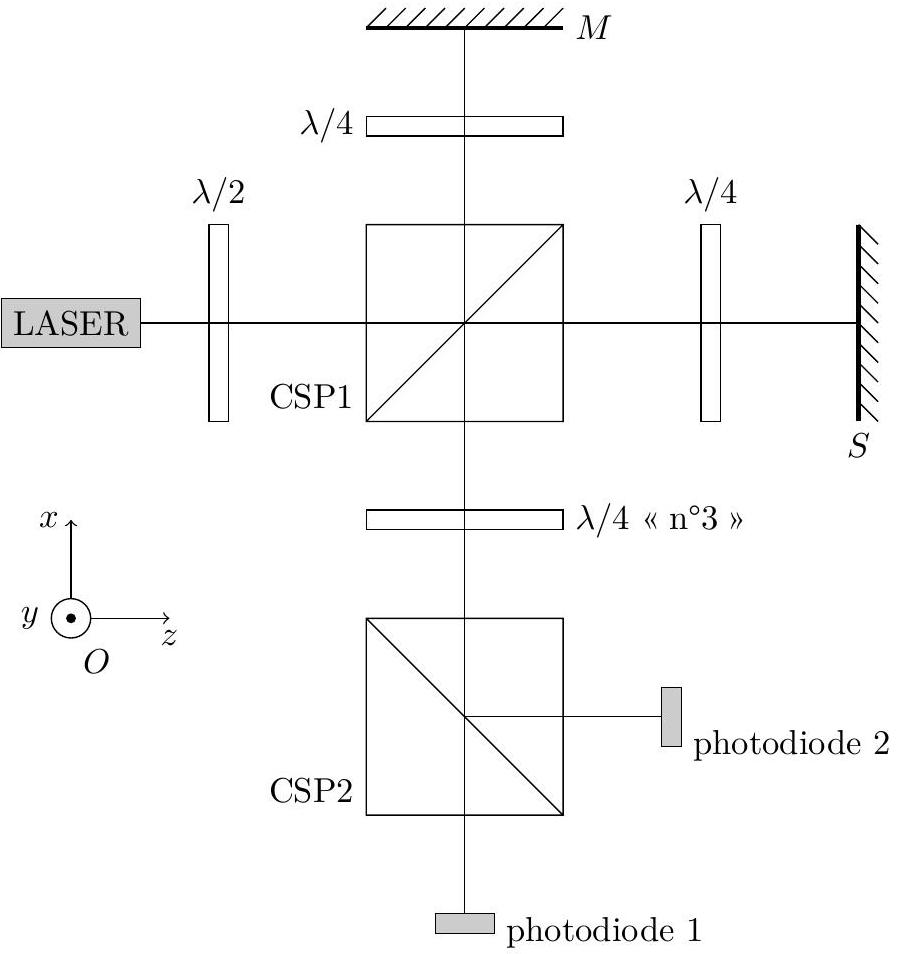 M
λ/4
λ/2
λ/4
LASER
CSP1
S
λ/4 « n°3 »
x
y
z
O
photodiode 2
CSP2
photodiode 1